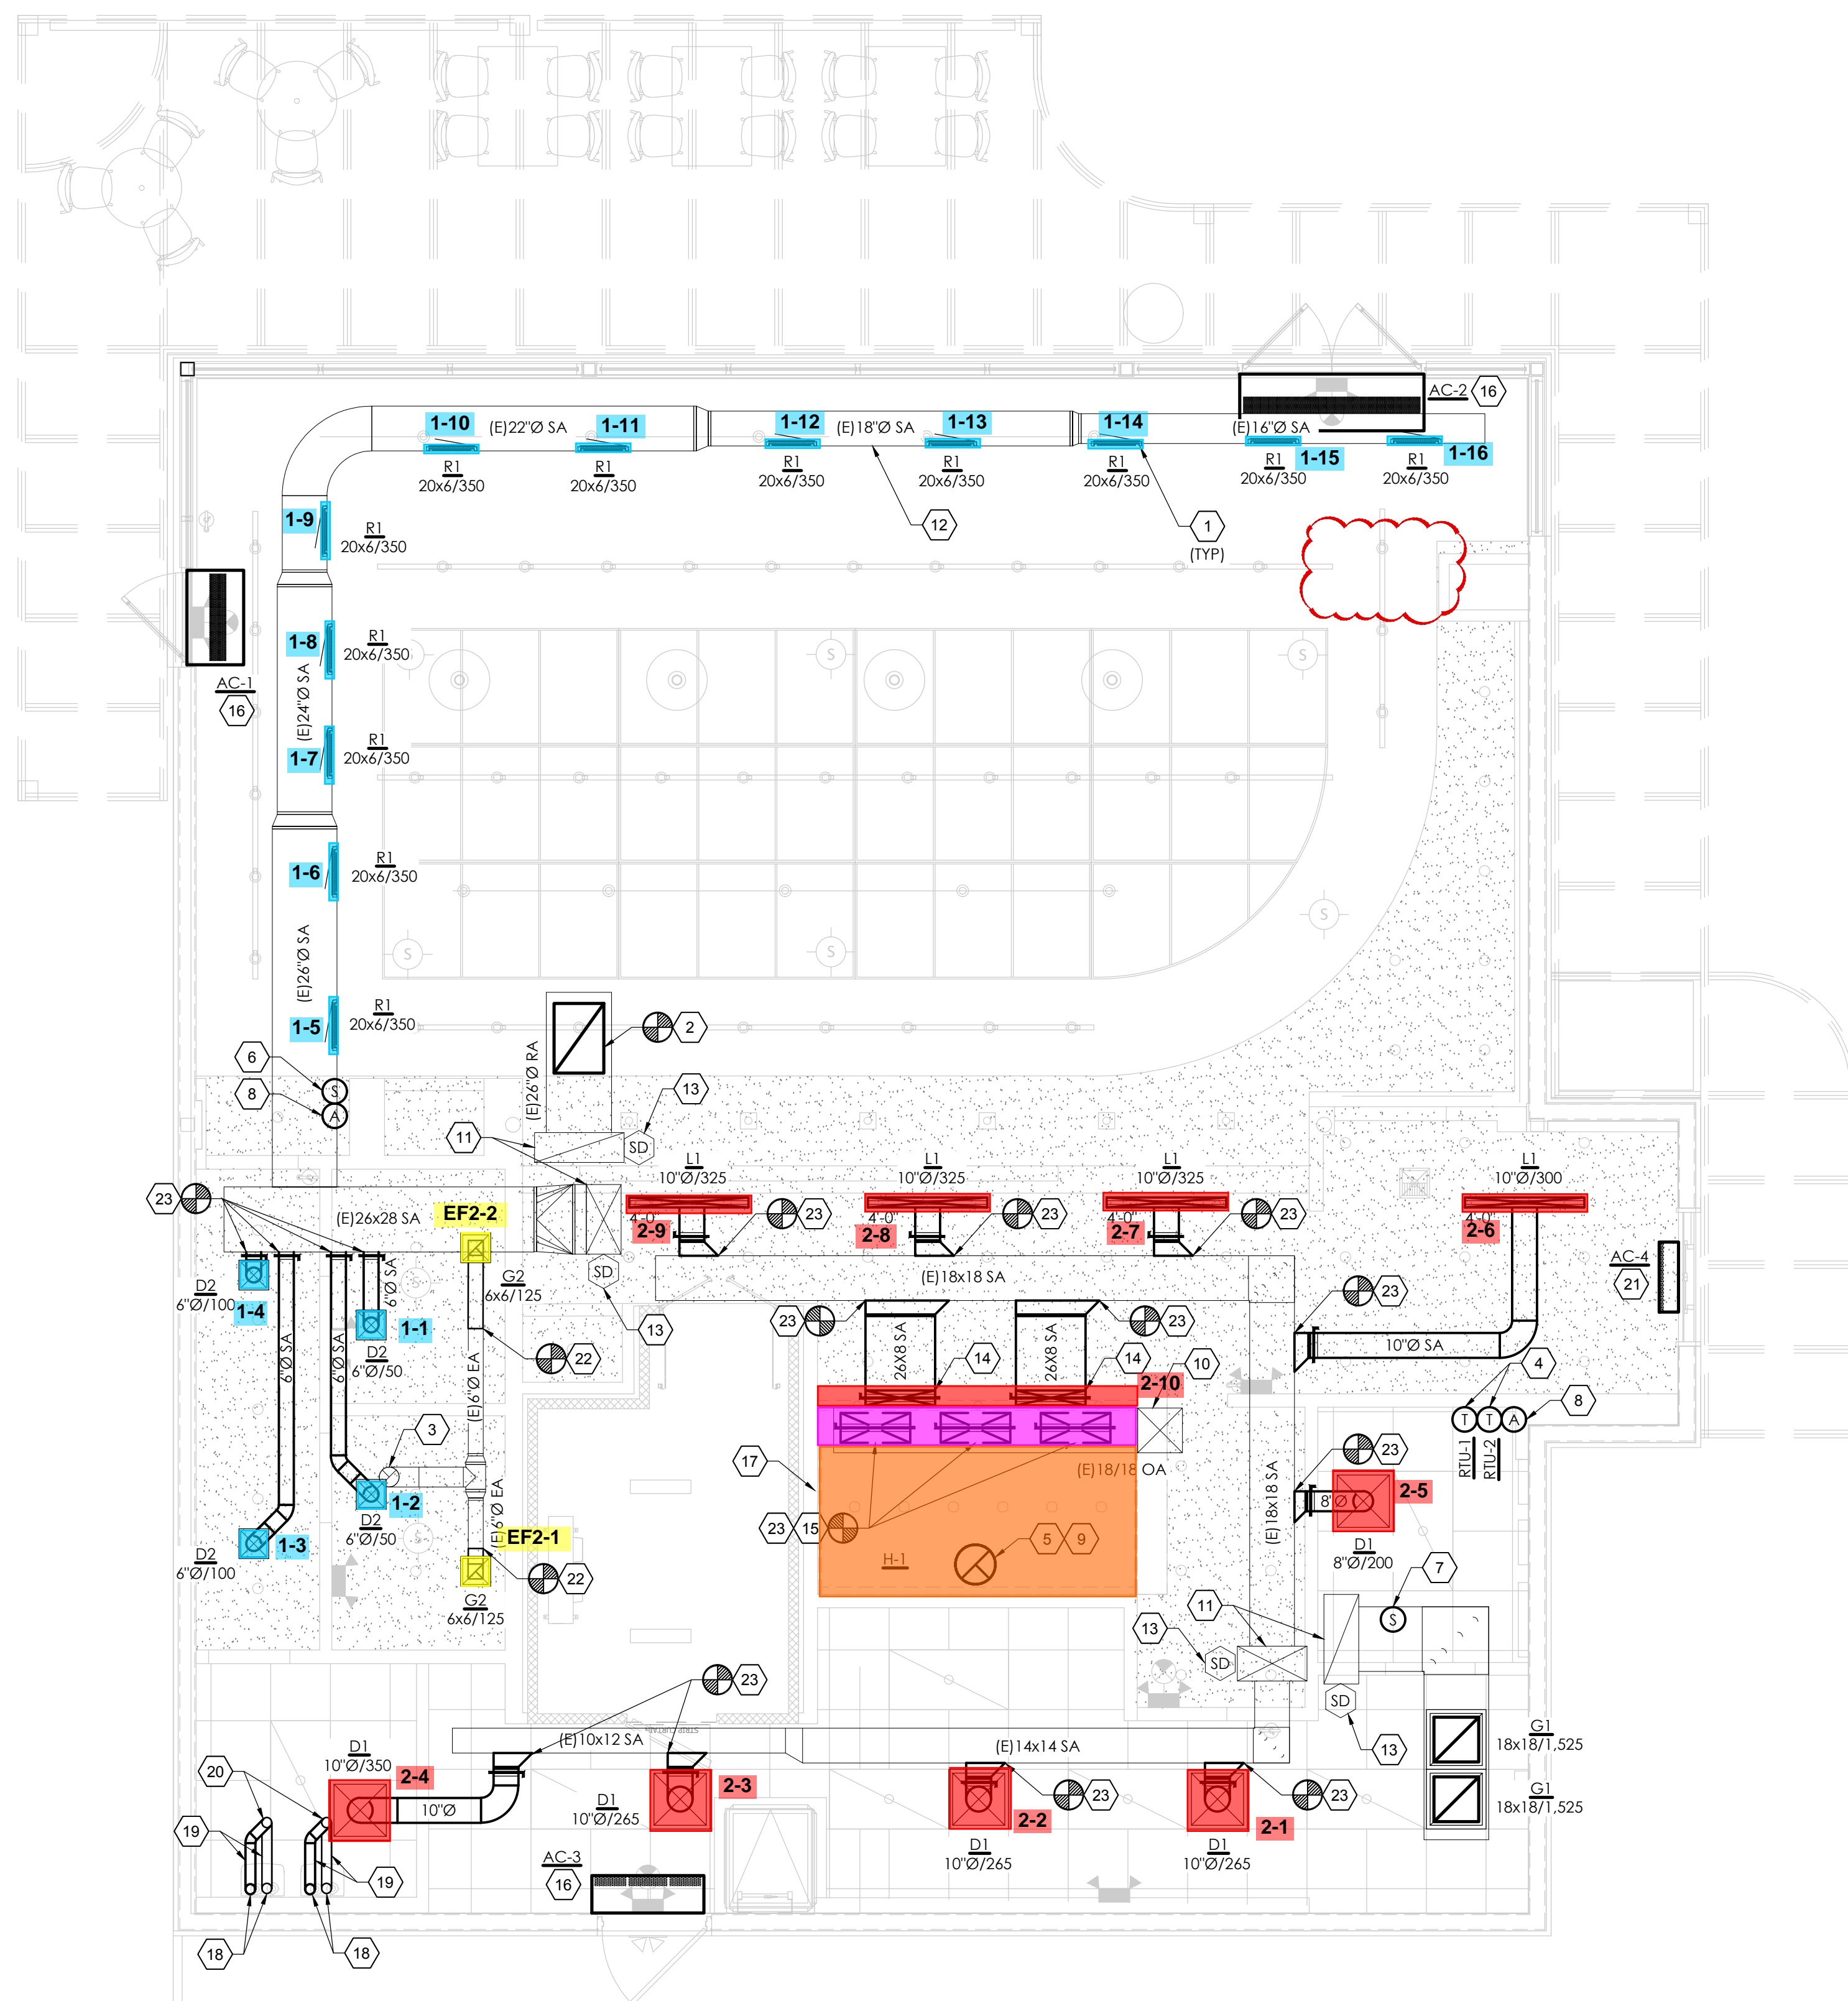 AC-2
16
1-10
(E)22"Ø SA
1-11
1-12
(E)18"Ø SA
1-13
1-14
(E)16"Ø SA
R1
20x6/350
R1
20x6/350
R1
20x6/350
R1
20x6/350
R1
20x6/350
R1
20x6/350
1-15
R1
20x6/350
1-16
12
1
(TYP)
1-9
R1
20x6/350
1-8
R1
20x6/350
(E)24"Ø SA
AC-1
16
1-7
R1
20x6/350
S
S
1-6
R1
20x6/350
(E)26"Ø SA
S
S
S
1-5
R1
20x6/350
2
(E)26"Ø RA
6
S
8
A
13
11
SD
23
(E)26x28 SA
EF2-2
L1
10"Ø/325
4'-0"
2-9
23
L1
10"Ø/325
4'-0"
2-8
23
L1
10"Ø/325
4'-0"
2-7
23
L1
10"Ø/300
4'-0"
2-6
AC-4
21
SD
13
G2
6x6/125
(E)18x18 SA
D2
6"Ø/100
1-4
6"Ø SA
1-1
D2
6"Ø/50
6"Ø SA
6"Ø SA
S
22
(E)6"Ø EA
23
23
23
26X8 SA
26X8 SA
14
14
10
2-10
10"Ø SA
4
T
T
A
8
RTU-1
RTU-2
3
1-2
D2
6"Ø/50
S
1-3
D2
6"Ø/100
(E)6"Ø EA
EF2-1
22
G2
6x6/125
17
(E)18/18 OA
23
15
H-1
5
9
(E)18x18 SA
23
8"Ø
2-5
D1
8"Ø/200
7
S
11
13
SD
SD
13
23
STRIP CURTAIN
(E)10x12 SA
(E)14x14 SA
G1
18x18/1,525
G1
18x18/1,525
D1
10"Ø/350
2-4
10"Ø
2-3
D1
10"Ø/265
23
2-2
D1
10"Ø/265
23
2-1
D1
10"Ø/265
20
19
19
18
18
AC-3
16